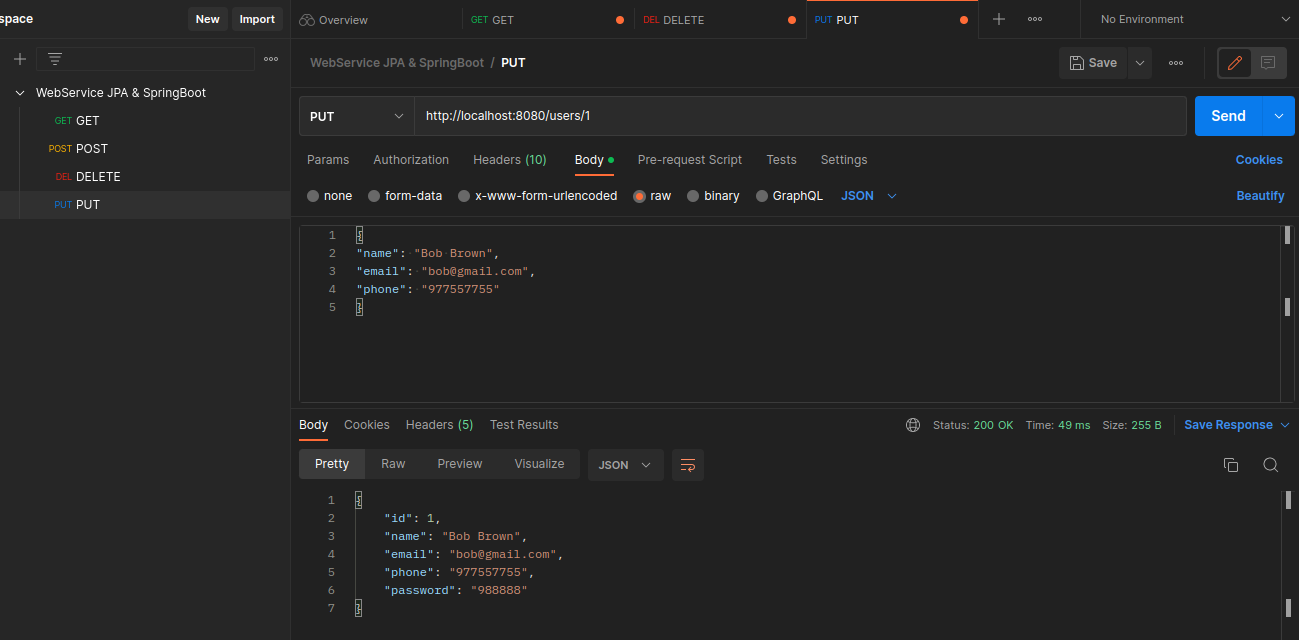 space
New
Import
Overview
GET GET
DEL DELETE
PUT PUT
No Environment
WebService JPA & SpringBoot / PUT
Save
WebService JPA & SpringBoot
GET GET
POST POST
DEL DELETE
PUT PUT
PUT
http://localhost:8080/users/1
Send
Params Authorization Headers (10) Body Pre-request Script Tests Settings
Cookies
none form-data x-www-form-urlencoded raw binary GraphQL JSON
Beautify
1 {
2 "name": "Bob Brown",
3 "email": "bob@gmail.com",
4 "phone": "977557755"
5 }
Body Cookies Headers (5) Test Results
Status: 200 OK Time: 49 ms Size: 255 B
Save Response
Pretty Raw Preview Visualize JSON
1 {
2 "id": 1,
3 "name": "Bob Brown",
4 "email": "bob@gmail.com",
5 "phone": "977557755",
6 "password": "988888"
7 }